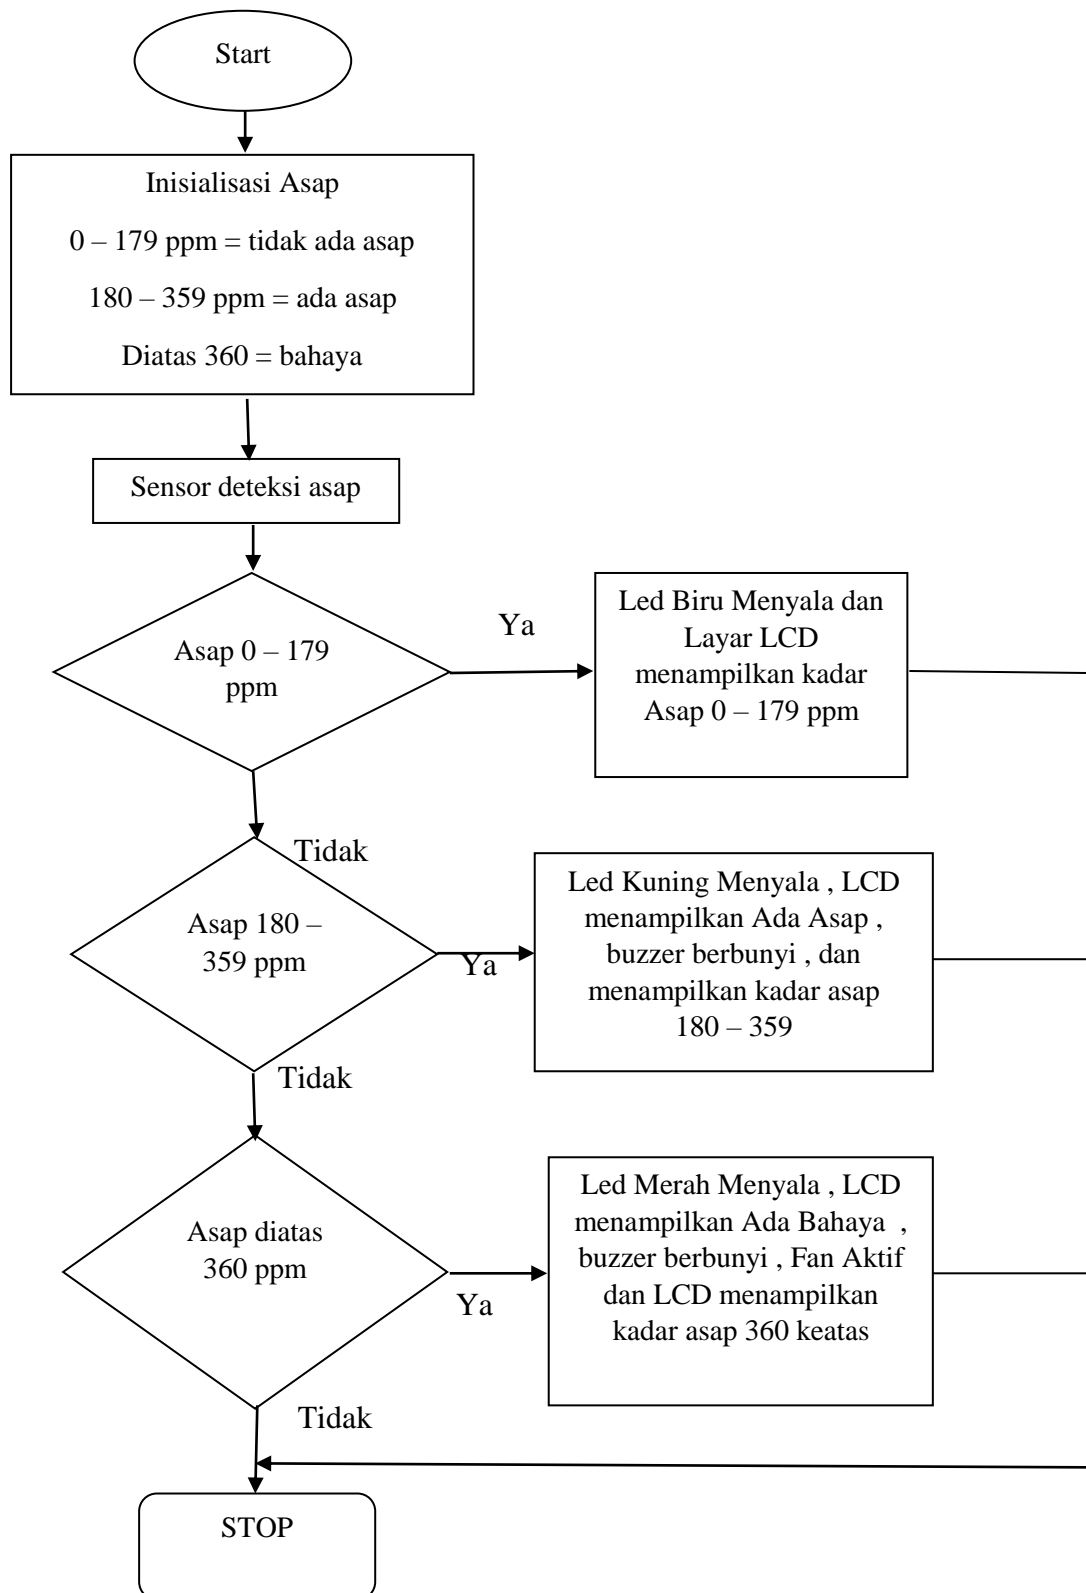 Start
Inisialisasi Asap
0 – 179 ppm = tidak ada asap
180 – 359 ppm = ada asap
Diatas 360 = bahaya
Sensor deteksi asap
Asap 0 – 179
ppm
Ya
Led Biru Menyala dan
Layar LCD
menampilkan kadar
Asap 0 – 179 ppm
Tidak
Asap 180 –
359 ppm
Ya
Led Kuning Menyala , LCD
menampilkan Ada Asap ,
buzzer berbunyi , dan
menampilkan kadar asap
180 – 359
Tidak
Asap diatas
360 ppm
Ya
Led Merah Menyala , LCD
menampilkan Ada Bahaya ,
buzzer berbunyi , Fan Aktif
dan LCD menampilkan
kadar asap 360 keatas
Tidak
STOP